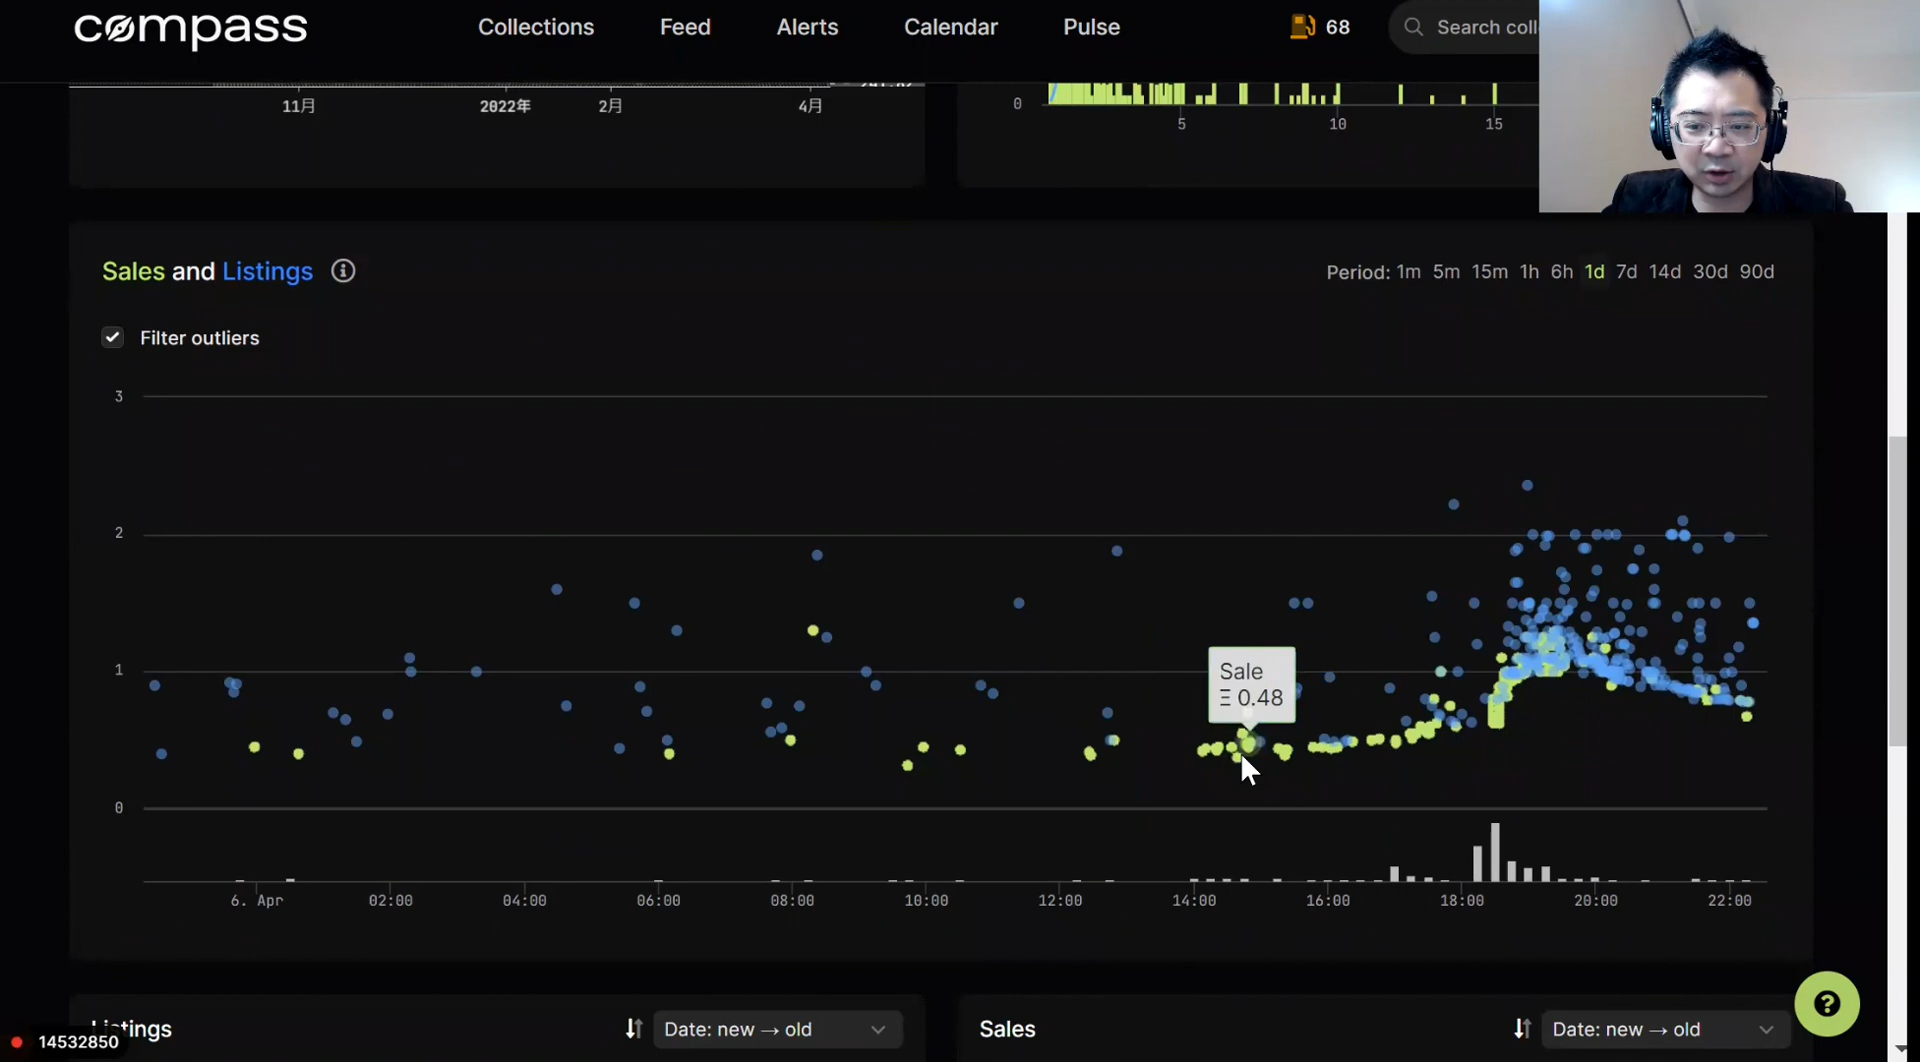 compass
Collections
Feed
Alerts
Calendar
Pulse
68
Search coll
11月
2022年
2月
4月
0
5
10
15
Sales and Listings
Period: 1m 5m 15m 1h 6h 1d 7d 14d 30d 90d
Filter outliers
3
2
1
0
Sale
Ξ 0.48
6. Apr
02:00
04:00
06:00
08:00
10:00
12:00
14:00
16:00
18:00
20:00
22:00
Listings
Date: new → old
Sales
Date: new → old
14532850
?